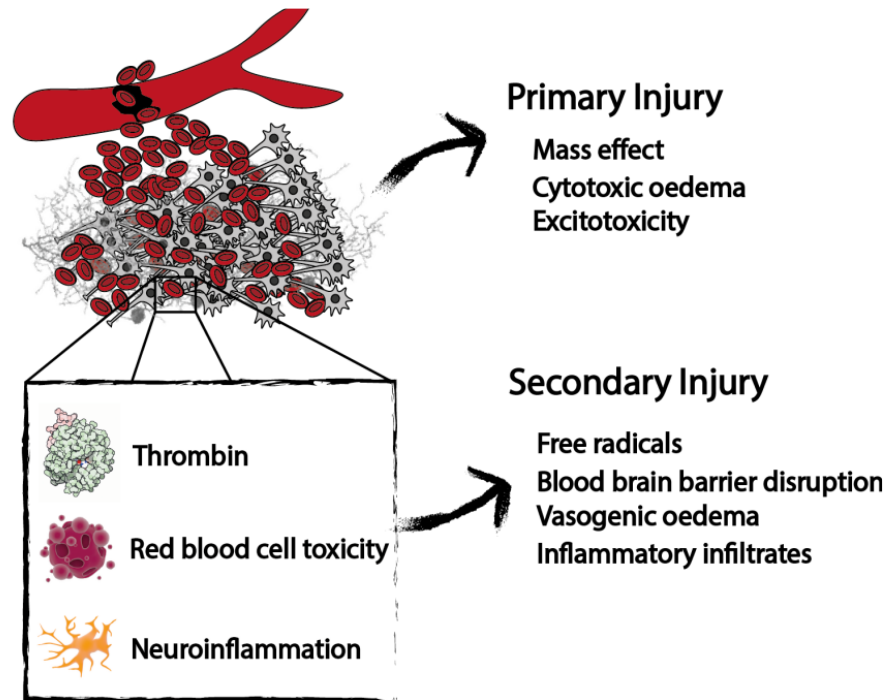 Primary Injury
Mass effect
Cytotoxic oedema
Excitotoxicity
Secondary Injury
Free radicals
Blood brain barrier disruption
Vasogenic oedema
Inflammatory infiltrates
Thrombin
Red blood cell toxicity
Neuroinflammation